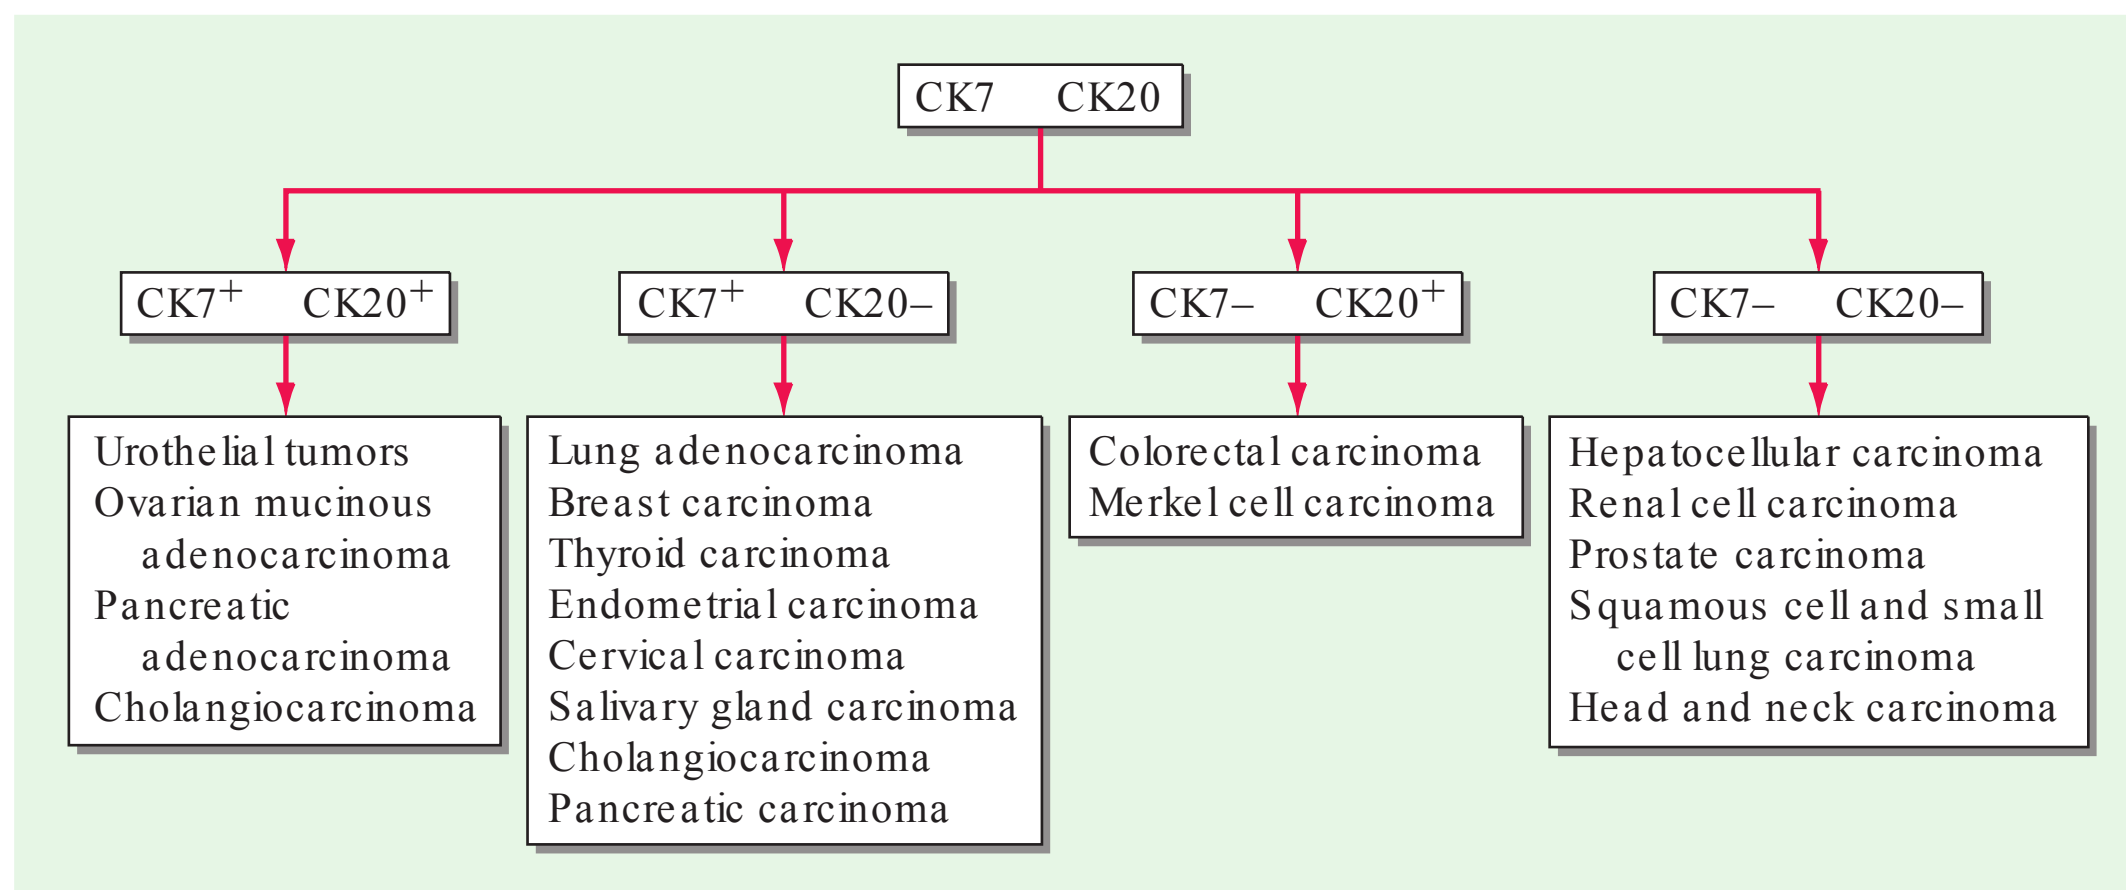 CK7 CK20
CK7+ CK20+
Urothelial tumors
Ovarian mucinous
adenocarcinoma
Pancreatic
adenocarcinoma
Cholangiocarcinoma
CK7+ CK20–
Lung adenocarcinoma
Breast carcinoma
Thyroid carcinoma
Endometrial carcinoma
Cervical carcinoma
Salivary gland carcinoma
Cholangiocarcinoma
Pancreatic carcinoma
CK7– CK20+
Colorectal carcinoma
Merkel cell carcinoma
CK7– CK20–
Hepatocellular carcinoma
Renal cell carcinoma
Prostate carcinoma
Squamous cell and small
cell lung carcinoma
Head and neck carcinoma